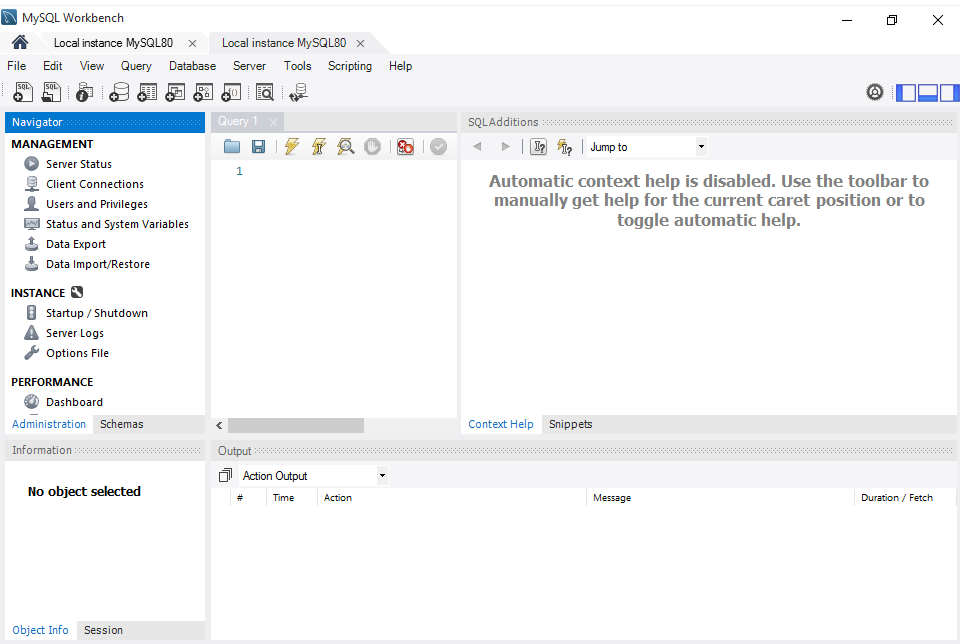 MySQL Workbench
Local instance MySQL80
Local instance MySQL80
File Edit View Query Database Server Tools Scripting Help
Navigator
MANAGEMENT
Server Status
Client Connections
Users and Privileges
Status and System Variables
Data Export
Data Import/Restore
INSTANCE
Startup / Shutdown
Server Logs
Options File
PERFORMANCE
Dashboard
Administration Schemas
Information
No object selected
Object Info Session
Query 1
1
SQLAdditions
Jump to
Automatic context help is disabled. Use the toolbar to
manually get help for the current caret position or to
toggle automatic help.
Context Help Snippets
Output
Action Output
# Time Action Message Duration / Fetch